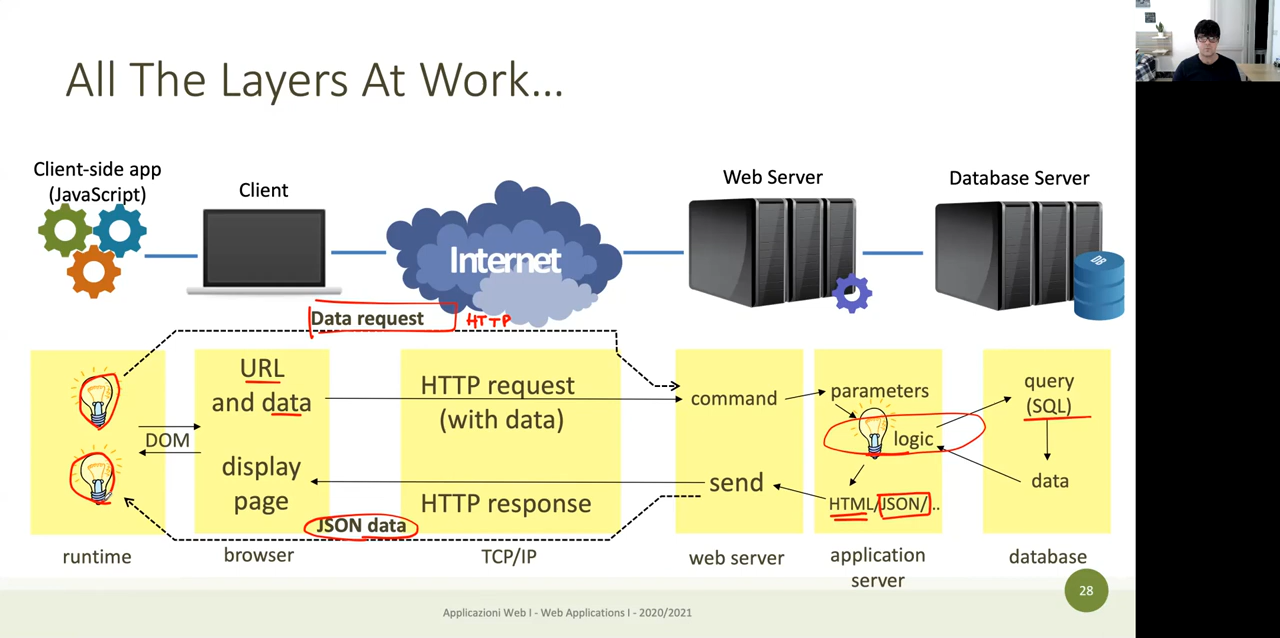 All The Layers At Work...
Client-side app
(JavaScript)
Client
Internet
Web Server
Database Server
DB
Data request
HTTP
URL
and data
HTTP request
(with data)
command
parameters
query
(SQL)
DOM
logic
display
page
send
data
HTTP response
HTML/JSON/..
JSON data
runtime
browser
TCP/IP
web server
application
server
database
28
Applicazioni Web I - Web Applications I - 2020/2021